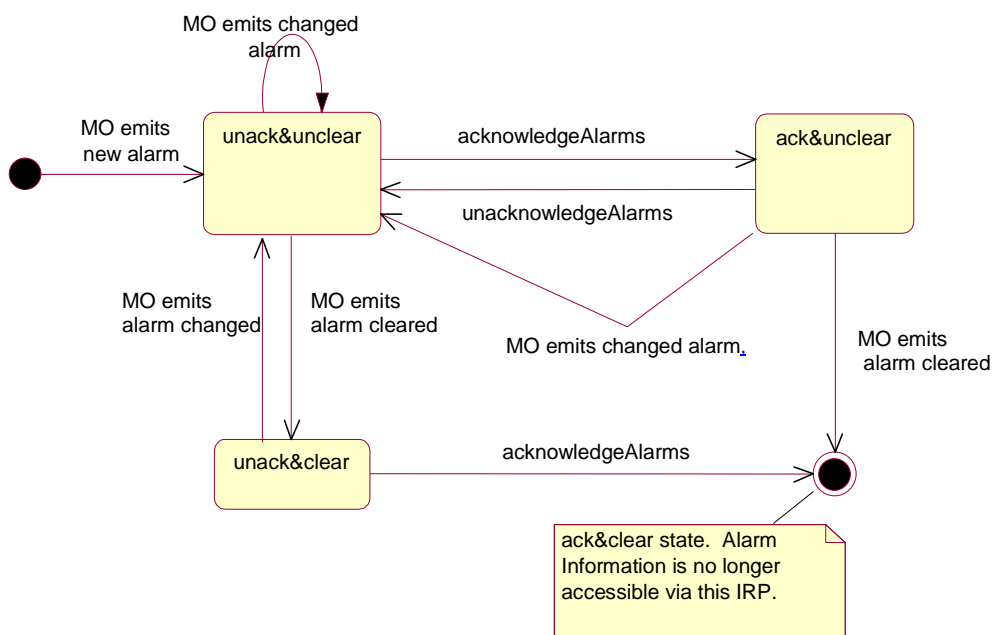 MO emits changed
alarm
MO emits
new alarm
unack&unclear
acknowledgeAlarms
ack&unclear
unacknowledgeAlarms
MO emits
alarm changed
MO emits
alarm cleared
MO emits changed alarm.
MO emits
alarm cleared
unack&clear
acknowledgeAlarms
ack&clear state. Alarm
Information is no longer
accessible via this IRP.